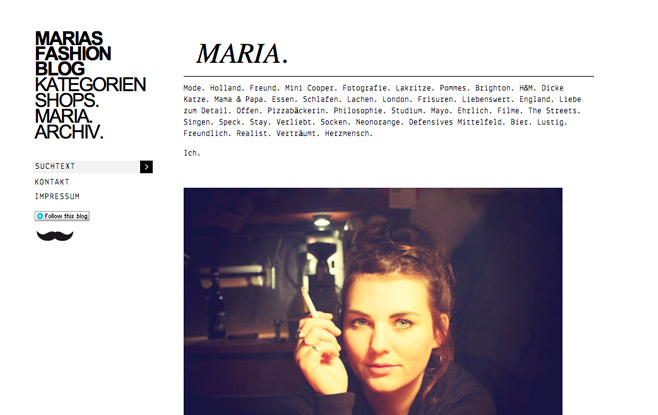 MARIAS
FASHION
BLOG
KATEGORIEN
SHOPS.
MARIA.
ARCHIV.
SUCHTEXT
KONTAKT
IMPRESSUM
Follow this blog
MARIA.
Mode. Holland. Freund. Mini Cooper. Fotografie. Lakritze. Pommes. Brighton. H&M. Dicke
Katze. Mama & Papa. Essen. Schlafen. Lachen. London. Frisuren. Liebenswert. England. Liebe
zum Detail. Offen. Pizzabäckerin. Philosophie. Studium. Mayo. Ehrlich. Filme. The Streets.
Singen. Speck. Stay. Verliebt. Socken. Neonorange. Defensives Mittelfeld. Bier. Lustig.
Freundlich. Realist. Verträumt. Herzmensch.
Ich.